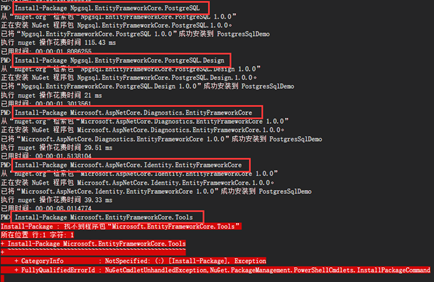 PM> Install-Package Npgsql.EntityFrameworkCore.PostgreSQL
从“nuget.org”检索包“Npgsql.EntityFrameworkCore.PostgreSQL 1.0.0”
正在安装 NuGet 程序包 Npgsql.EntityFrameworkCore.PostgreSQL.1.0.0。
已将“Npgsql.EntityFrameworkCore.PostgreSQL 1.0.0”成功安装到 PostgresSqlDemo
执行 nuget 操作花费时间 115.43 ms
已用时间: 00:00:01.8086255
PM> Install-Package Npgsql.EntityFrameworkCore.PostgreSQL.Design
从“nuget.org”检索包“Npgsql.EntityFrameworkCore.PostgreSQL.Design 1.0.0”
正在安装 NuGet 程序包 Npgsql.EntityFrameworkCore.PostgreSQL.Design.1.0.0。
已将“Npgsql.EntityFrameworkCore.PostgreSQL.Design 1.0.0”成功安装到 PostgresSqlDemo
执行 nuget 操作花费时间 21 ms
已用时间: 00:00:01.3013561
PM> Install-Package Microsoft.AspNetCore.Diagnostics.EntityFrameworkCore
从“nuget.org”检索包“Microsoft.AspNetCore.Diagnostics.EntityFrameworkCore 1.0.0”
正在安装 NuGet 程序包 Microsoft.AspNetCore.Diagnostics.EntityFrameworkCore.1.0.0。
已将“Microsoft.AspNetCore.Diagnostics.EntityFrameworkCore 1.0.0”成功安装到 PostgresSqlDemo
执行 nuget 操作花费时间 29.51 ms
已用时间: 00:00:01.5138104
PM> Install-Package Microsoft.AspNetCore.Identity.EntityFrameworkCore
从“nuget.org”检索包“Microsoft.AspNetCore.Identity.EntityFrameworkCore 1.0.0”
正在安装 NuGet 程序包 Microsoft.AspNetCore.Identity.EntityFrameworkCore.1.0.0。
已将“Microsoft.AspNetCore.Identity.EntityFrameworkCore 1.0.0”成功安装到 PostgresSqlDemo
执行 nuget 操作花费时间 39.33 ms
已用时间: 00:00:08.0114774
PM> Install-Package Microsoft.EntityFrameworkCore.Tools
Install-Package : 找不到程序包“Microsoft.EntityFrameworkCore.Tools”
所在位置 行:1 字符: 1
+ Install-Package Microsoft.EntityFrameworkCore.Tools
+ ~~~~~~~~~~~~~~~~~~~~~~~~~~~~~~~~~~~~~~~~~~~~~~~~~~~
+ CategoryInfo : NotSpecified: (:) [Install-Package], Exception
+ FullyQualifiedErrorId : NuGetCmdletUnhandledException,NuGet.PackageManagement.PowerShellCmdlets.InstallPackageCommand